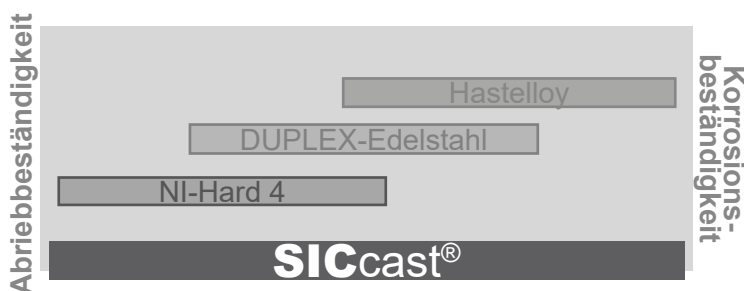 Abriebbeständigkeit
Hastelloy
DUPLEX-Edelstahl
NI-Hard 4
SICcast®
Korrosions-
beständigkeit